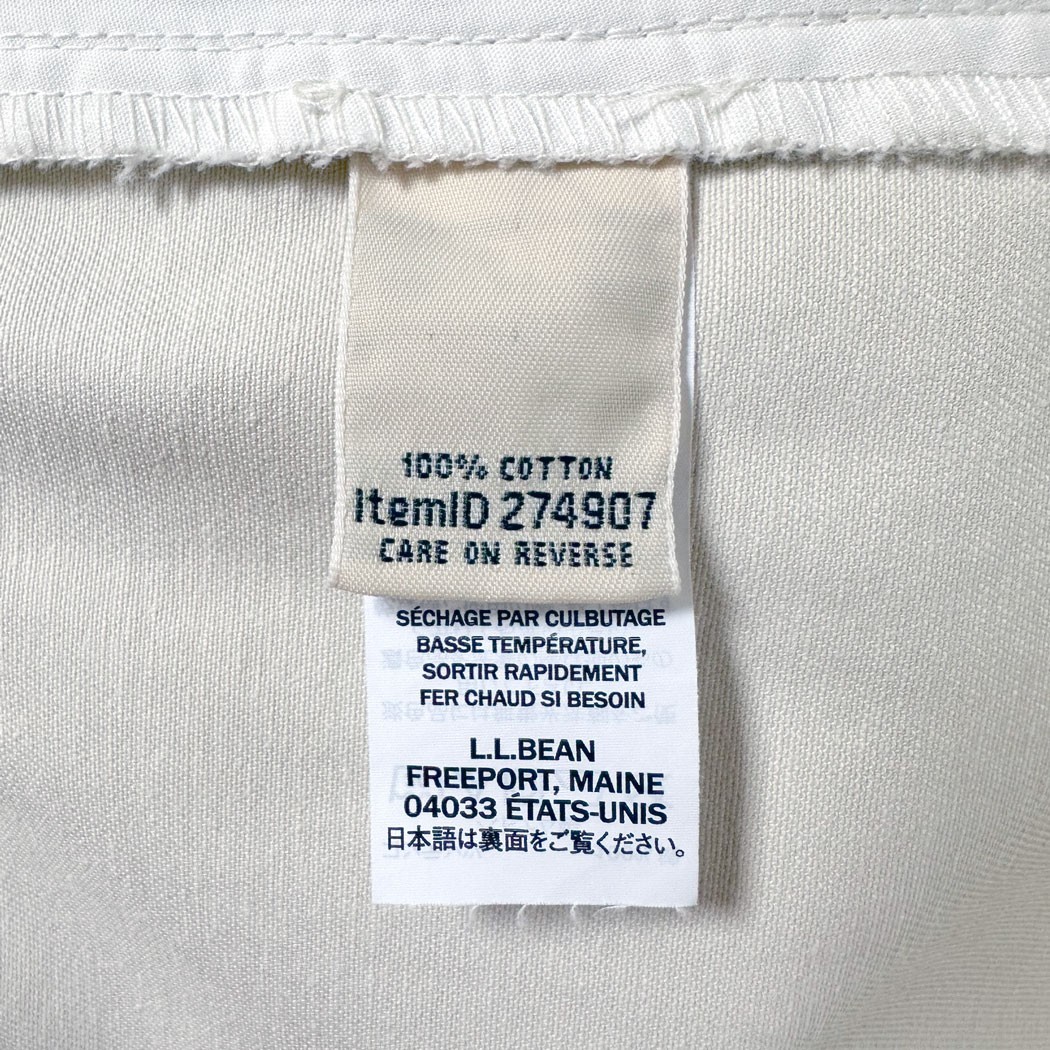 100% COTTON
ItemID 274907
CARE ON REVERSE
SÉCHAGE PAR CULBUTAGE
BASSE TEMPÉRATURE,
SORTIR RAPIDEMENT
FER CHAUD SI BESOIN
L.L.BEAN
FREEPORT, MAINE
04033 ÉTATS-UNIS
日本語は裏面をご覧ください。